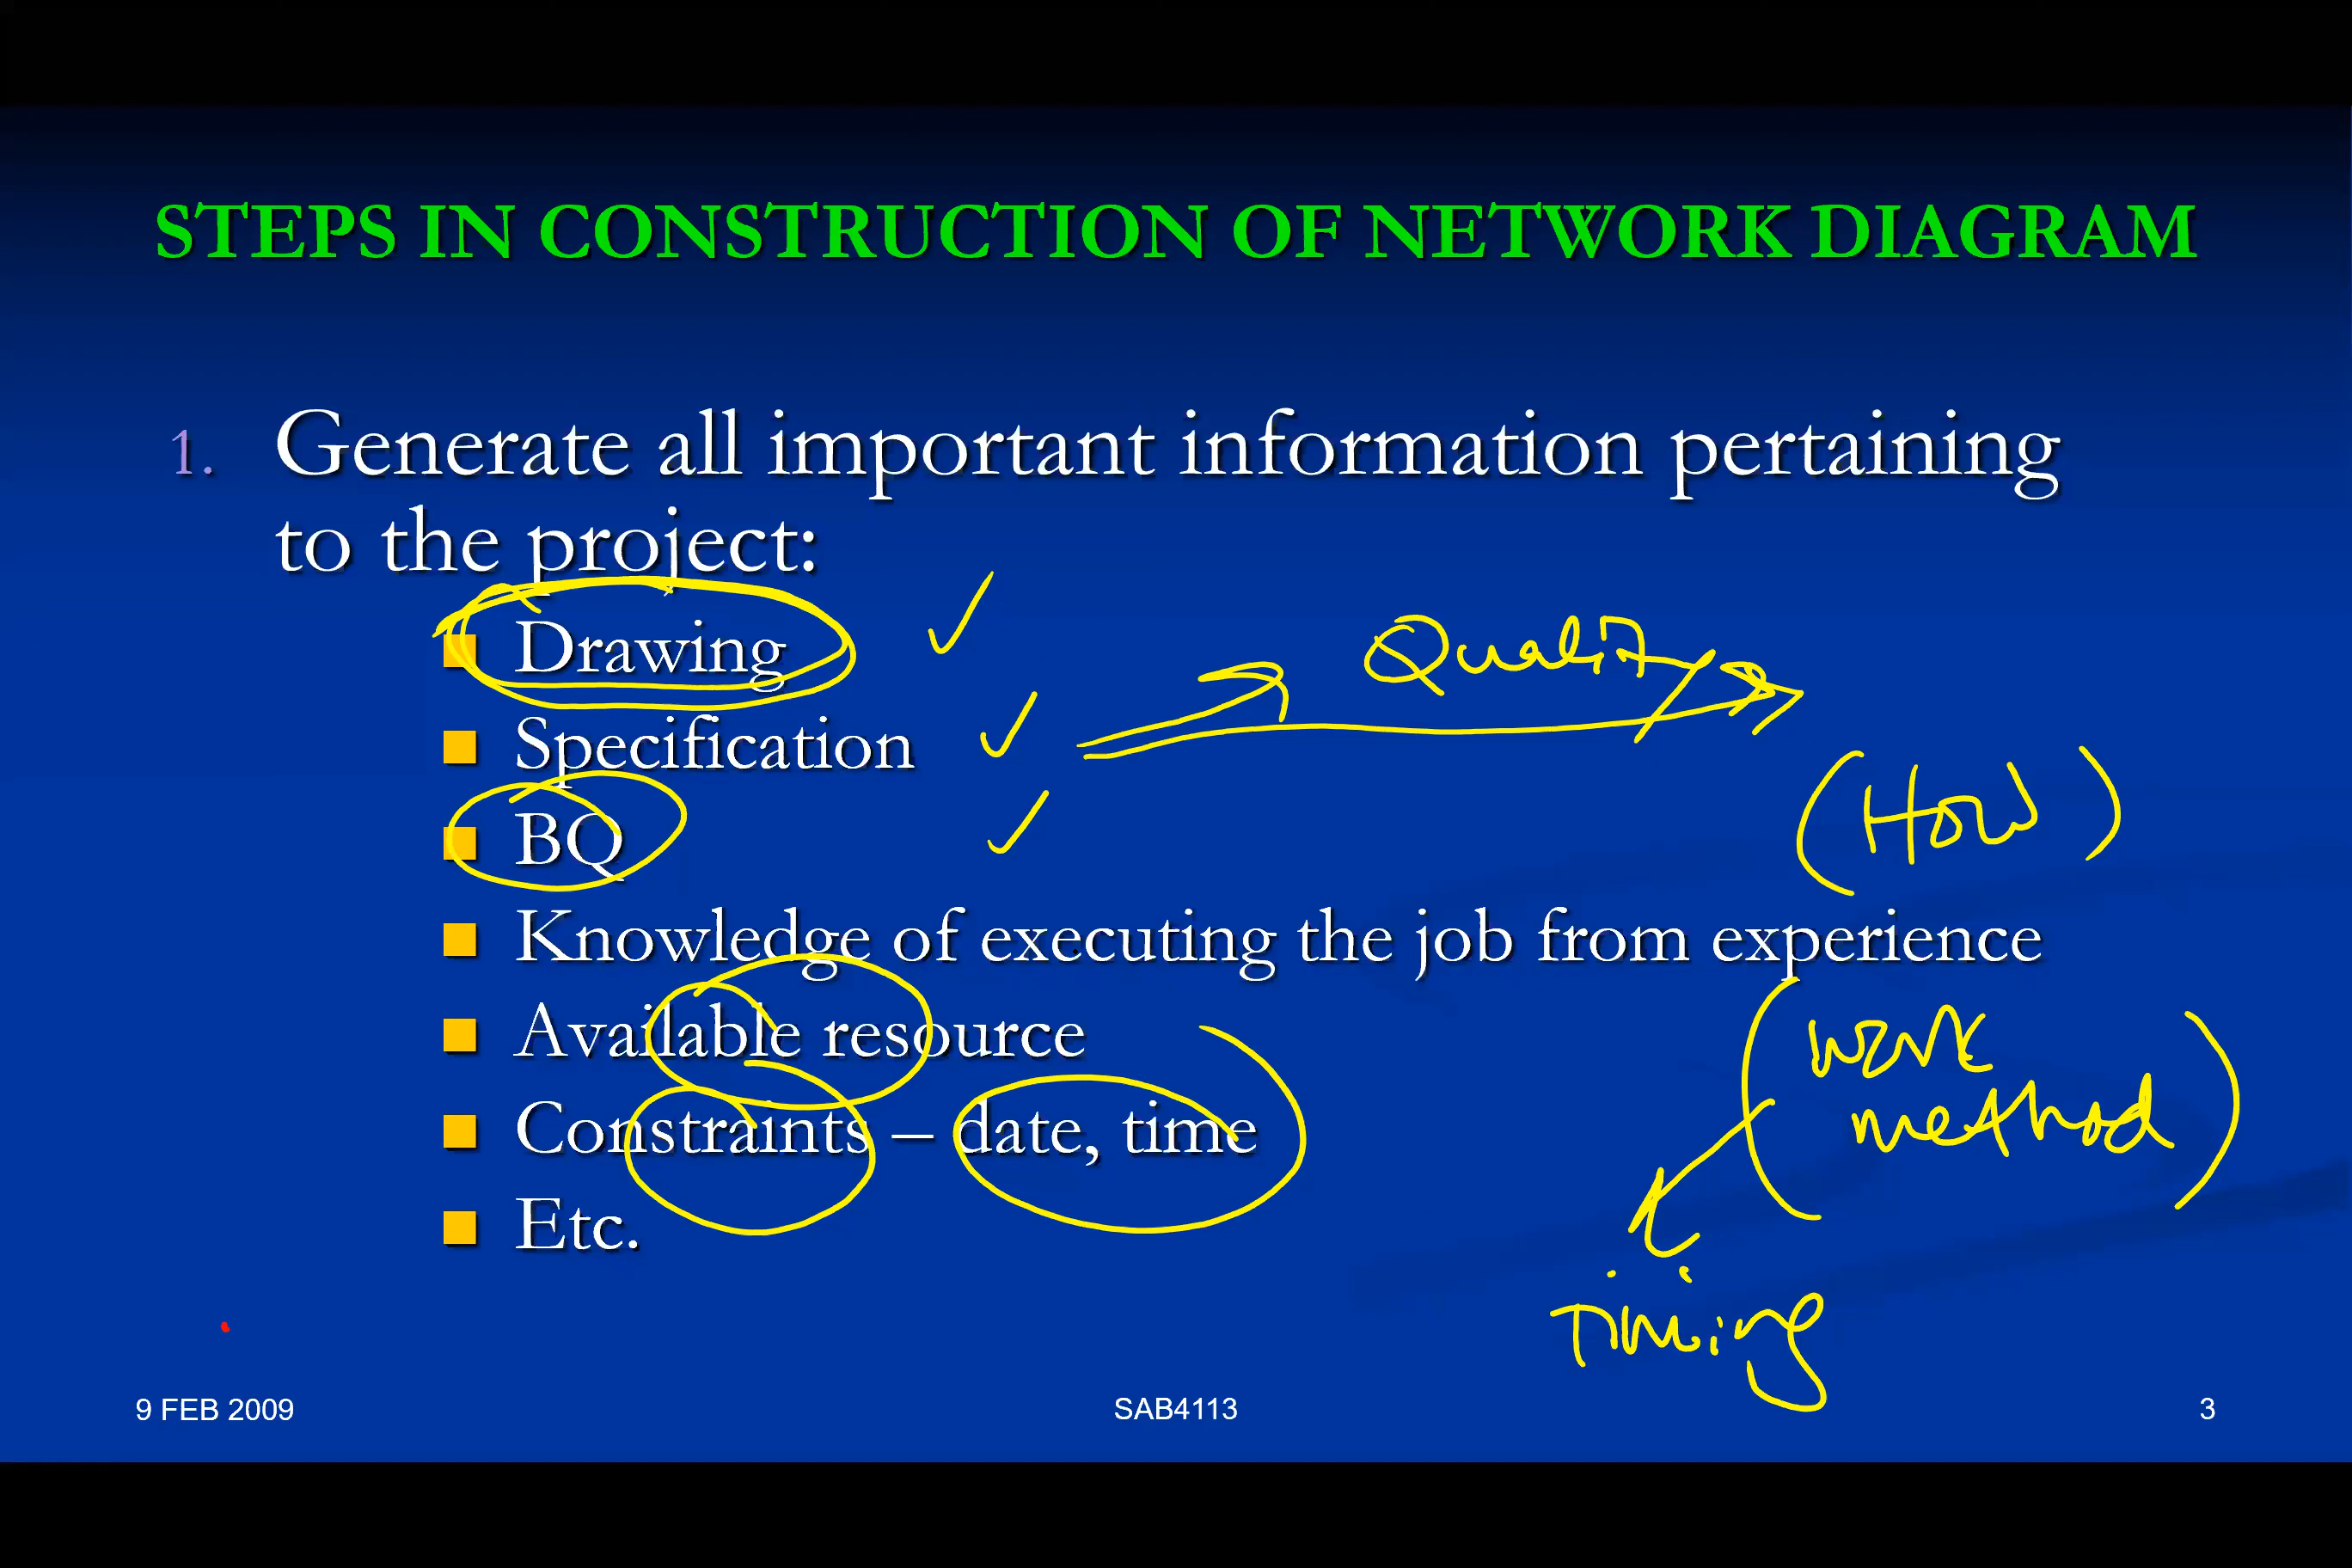 STEPS IN CONSTRUCTION OF NETWORK DIAGRAM
1. Generate all important information pertaining
to the project:
Drawing
Quality
Specification
(How)
BQ
Knowledge of executing the job from experience
Available resource
(work
method)
Constraints – date, time
Etc.
Timing
9 FEB 2009
SAB4113
3